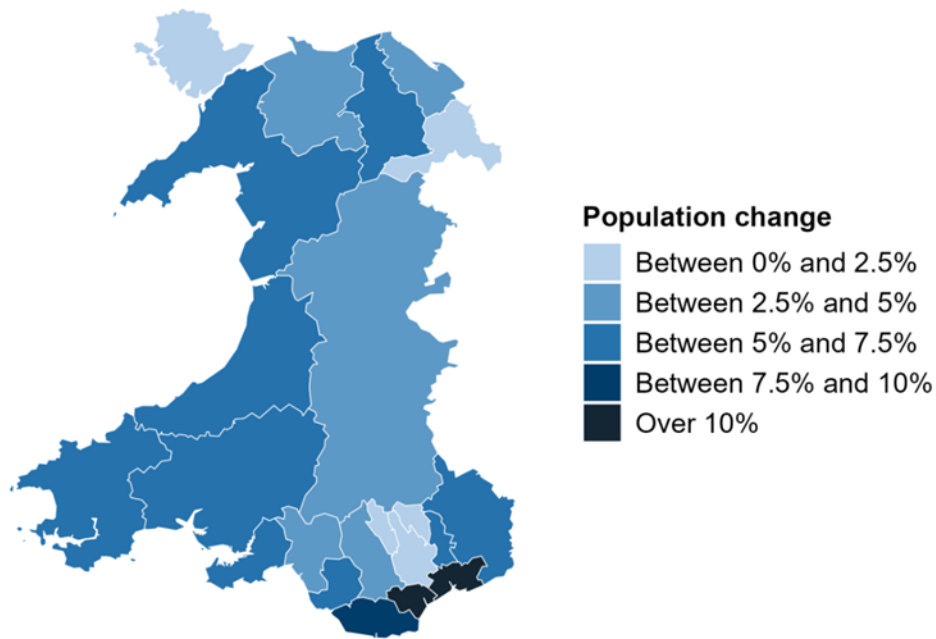 Population change
Between 0% and 2.5%
Between 2.5% and 5%
Between 5% and 7.5%
Between 7.5% and 10%
Over 10%